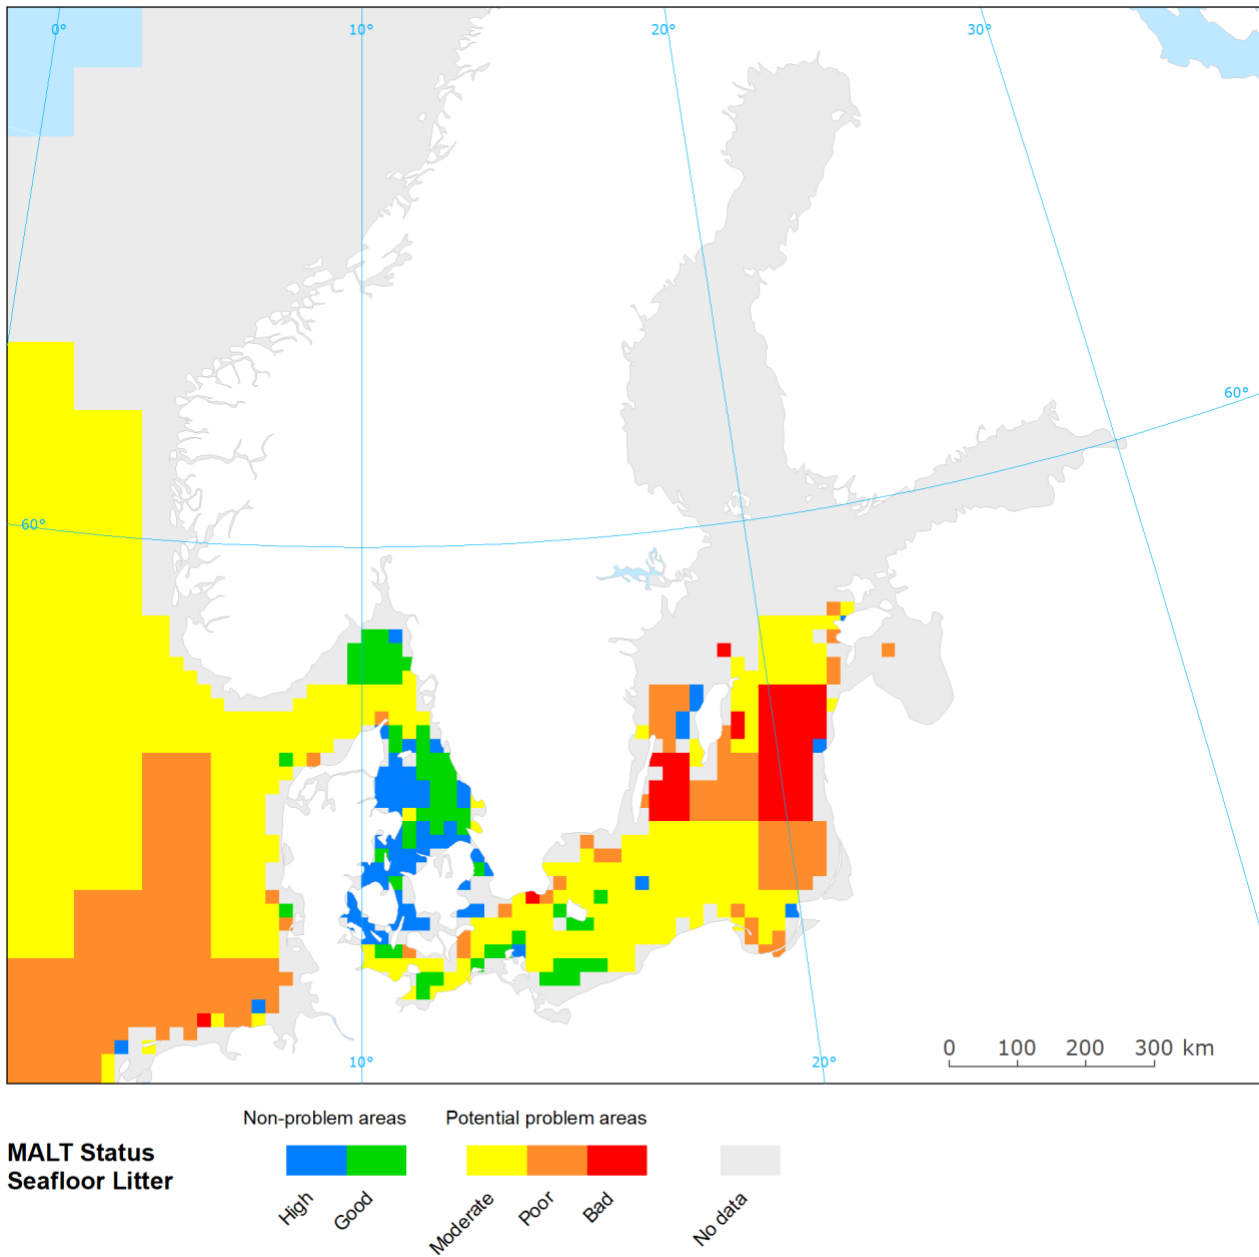 0°
10°
20°
30°
60°
60°
10°
20°
0 100 200 300 km
Non-problem areas
Potential problem areas
MALT Status
Seafloor Litter
High
Good
Moderate
Poor
Bad
No data